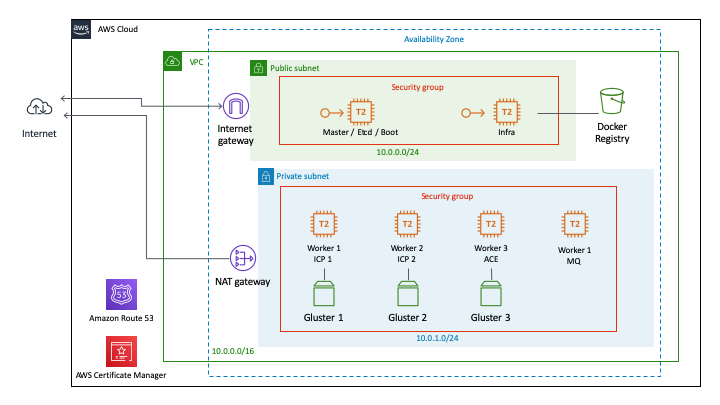 aws
AWS Cloud
Availability Zone
VPC
Public subnet
Security group
T2
T2
Master / Etcd / Boot
Infra
Internet
Internet
gateway
Docker
Registry
10.0.0.0/24
Private subnet
Security group
T2
T2
T2
T2
Worker 1
ICP 1
Worker 2
ICP 2
Worker 3
ACE
Worker 1
MQ
NAT gateway
Gluster 1
Gluster 2
Gluster 3
53
Amazon Route 53
10.0.1.0/24
10.0.0.0/16
AWS Certificate Manager